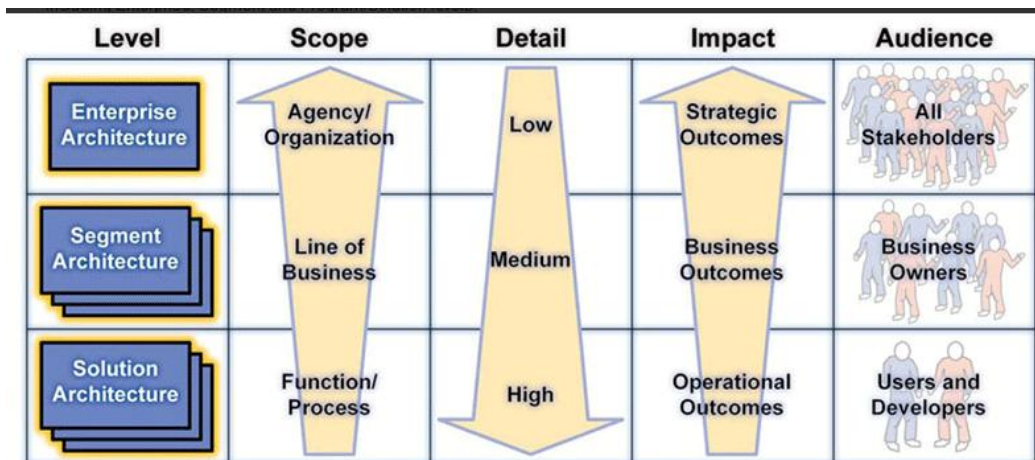 Level Scope Detail Impact Audience
Enterprise Architecture
Agency/ Organization
Low
Strategic Outcomes
All Stakeholders
Segment Architecture
Line of Business
Medium
Business Outcomes
Business Owners
Solution Architecture
Function/ Process
High
Operational Outcomes
Users and Developers